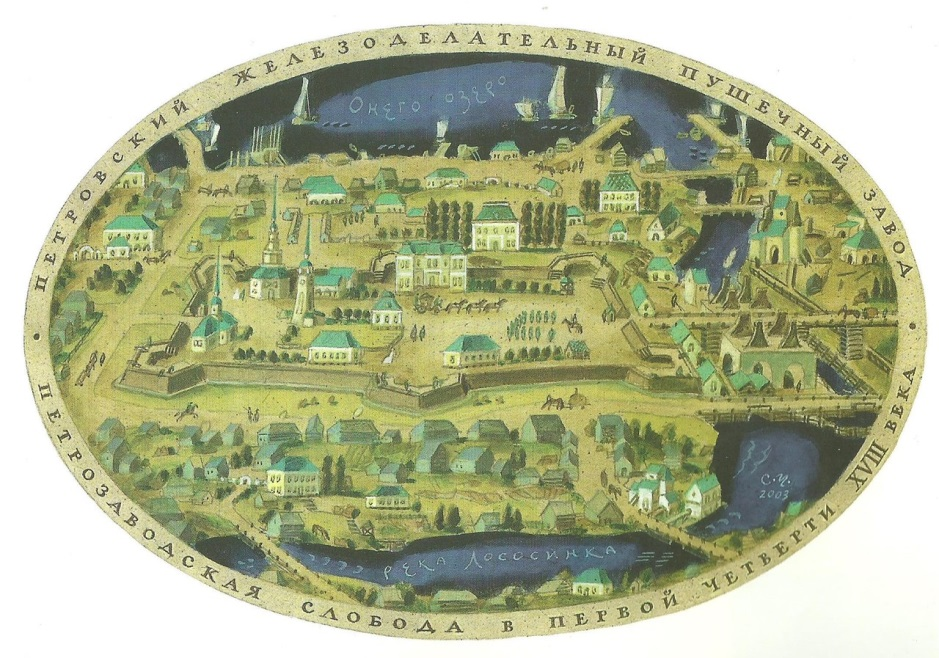 ПЕТРОВСКИЙ ЖЕЛЕЗОДЕЛАТЕЛЬНЫЙ ПУШЕЧНЫЙ ЗАВОД
Онего озеро
С.Ч.
2003
река Лососинка
ПЕТРОЗАВОДСКАЯ СЛОБОДА В ПЕРВОЙ ЧЕТВЕРТИ XVIII ВЕКА